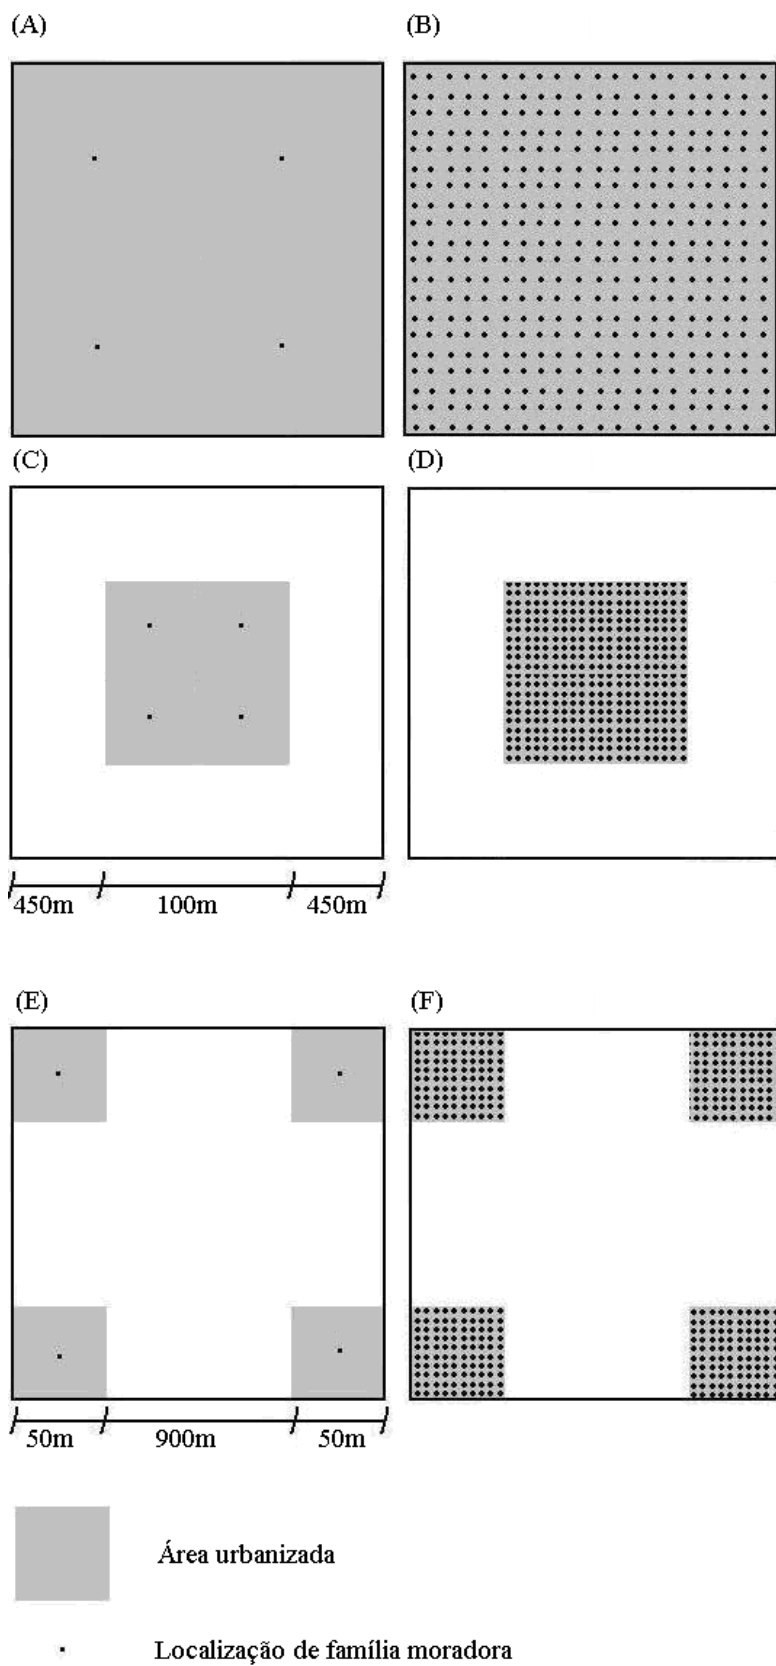 (A)
(B)
(C)
(D)
450m 100m 450m
(E)
(F)
50m 900m 50m
Área urbanizada
Localização de família moradora